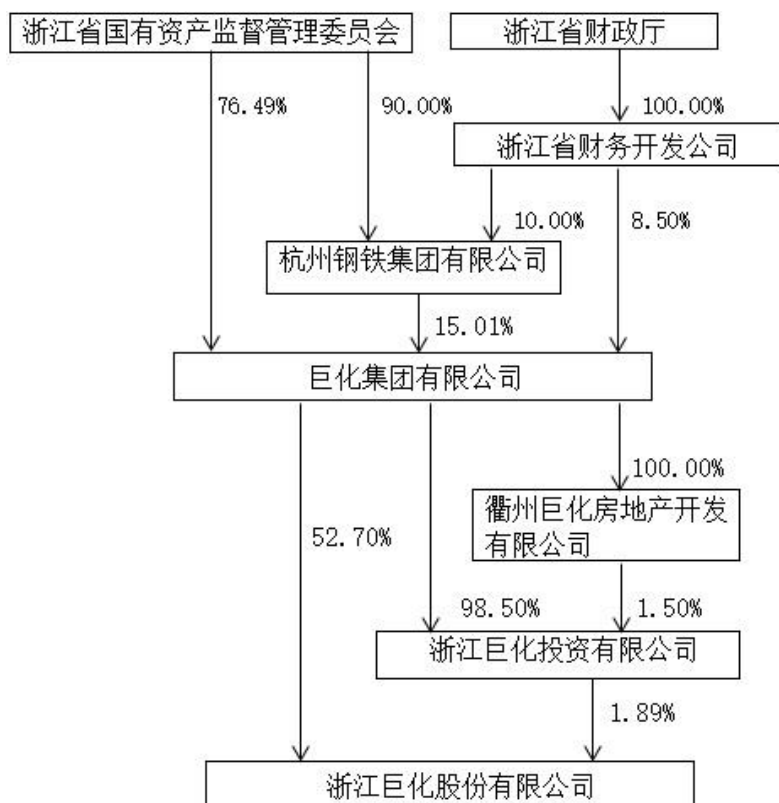 浙江省国有资产监督管理委员会
浙江省财政厅
76.49%
90.00%
100.00%
浙江省财务开发公司
10.00%
8.50%
杭州钢铁集团有限公司
15.01%
巨化集团有限公司
100.00%
衢州巨化房地产开发
有限公司
52.70%
98.50%
1.50%
浙江巨化投资有限公司
1.89%
浙江巨化股份有限公司